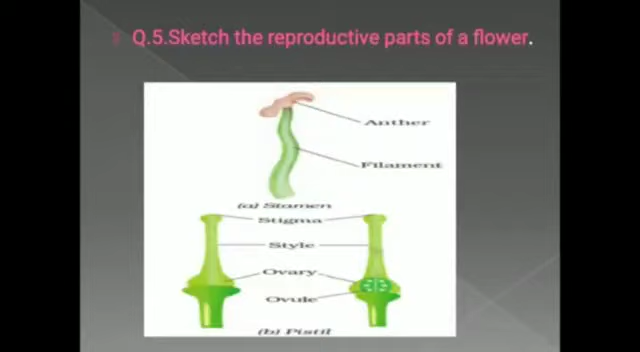 Q.5.Sketch the reproductive parts of a flower.
Anther
Filament
(a) Stamen
Stigma
Style
Ovary
Ovule
(b) Pistil